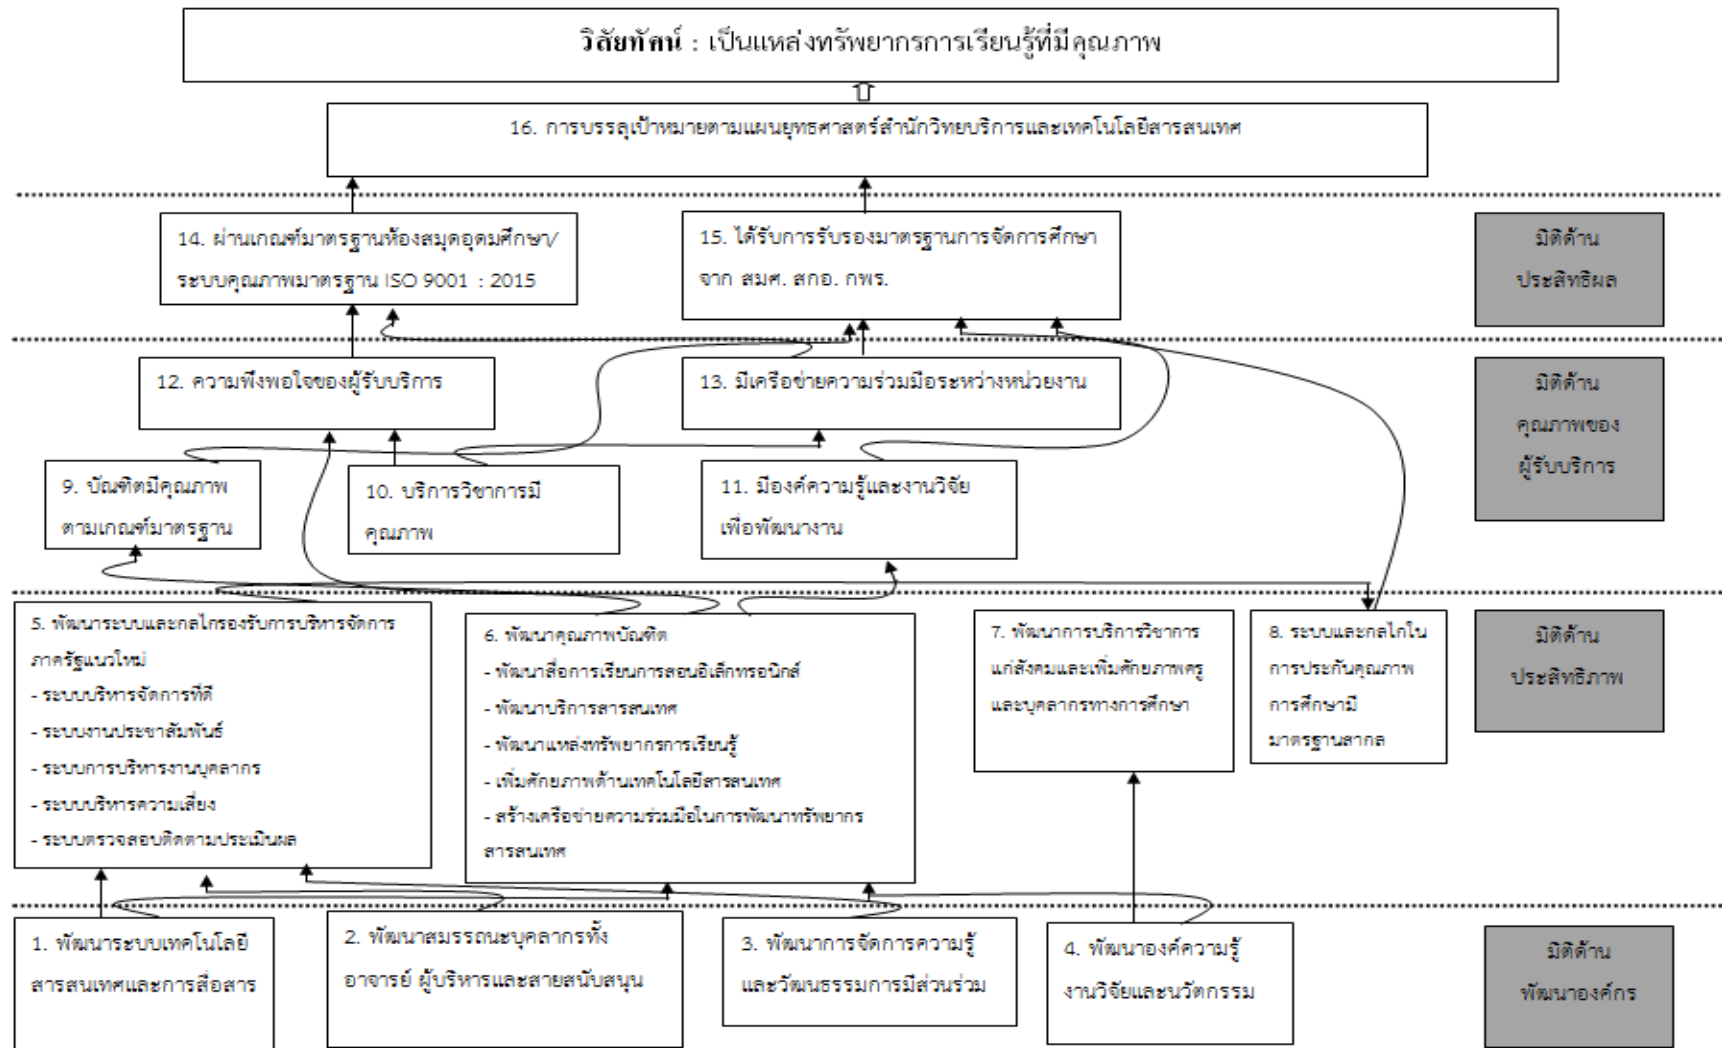 วิสัยทัศน์ : เป็นแหล่งทรัพยากรการเรียนรู้ที่มีคุณภาพ
16. การบรรลุเป้าหมายตามแผนยุทธศาสตร์สำนักวิทยบริการและเทคโนโลยีสารสนเทศ
14. ผ่านเกณฑ์มาตรฐานห้องสมุดอุดมศึกษา/
ระบบคุณภาพมาตรฐาน ISO 9001 : 2015
15. ได้รับการรับรองมาตรฐานการจัดการศึกษา
จาก สมศ. สกอ. กพร.
มิติด้าน
ประสิทธิผล
12. ความพึงพอใจของผู้รับบริการ
13. มีเครือข่ายความร่วมมือระหว่างหน่วยงาน
มิติด้าน
คุณภาพของ
ผู้รับบริการ
9. บัณฑิตมีคุณภาพ
ตามเกณฑ์มาตรฐาน
10. บริการวิชาการมี
คุณภาพ
11. มีองค์ความรู้และงานวิจัย
เพื่อพัฒนางาน
5. พัฒนาระบบและกลไกรองรับการบริหารจัดการ
ภาครัฐแนวใหม่
- ระบบบริหารจัดการที่ดี
- ระบบงานประชาสัมพันธ์
- ระบบการบริหารงานบุคลากร
- ระบบบริหารความเสี่ยง
- ระบบตรวจสอบติดตามประเมินผล
6. พัฒนาคุณภาพบัณฑิต
- พัฒนาสื่อการเรียนการสอนอิเล็กทรอนิกส์
- พัฒนาบริการสารสนเทศ
- พัฒนาแหล่งทรัพยากรการเรียนรู้
- เพิ่มศักยภาพด้านเทคโนโลยีสารสนเทศ
- สร้างเครือข่ายความร่วมมือในการพัฒนาทรัพยากร
สารสนเทศ
7. พัฒนาการบริการวิชาการ
แก่สังคมและเพิ่มศักยภาพครู
และบุคลากรทางการศึกษา
8. ระบบและกลไกใน
การประกันคุณภาพ
การศึกษามี
มาตรฐานสากล
มิติด้าน
ประสิทธิภาพ
1. พัฒนาระบบเทคโนโลยี
สารสนเทศและการสื่อสาร
2. พัฒนาสมรรถนะบุคลากรทั้ง
อาจารย์ ผู้บริหารและสายสนับสนุน
3. พัฒนาการจัดการความรู้
และวัฒนธรรมการมีส่วนร่วม
4. พัฒนาองค์ความรู้
งานวิจัยและนวัตกรรม
มิติด้าน
พัฒนาองค์กร